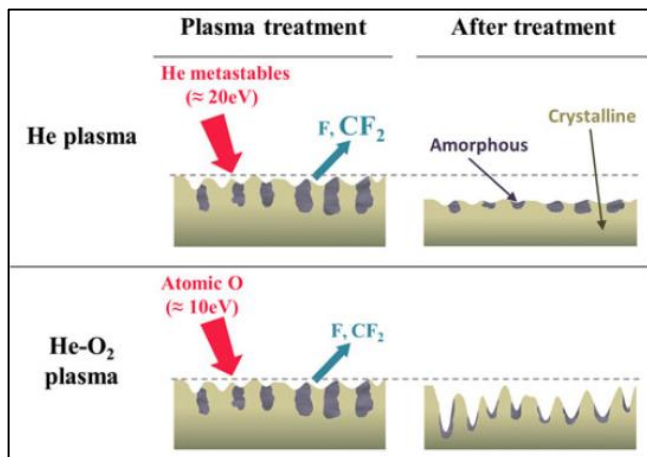 Plasma treatment
After treatment
He plasma
He metastables
(≈ 20eV)
F, CF₂
Amorphous
Crystalline
He-O₂
plasma
Atomic O
(≈ 10eV)
F, CF₂